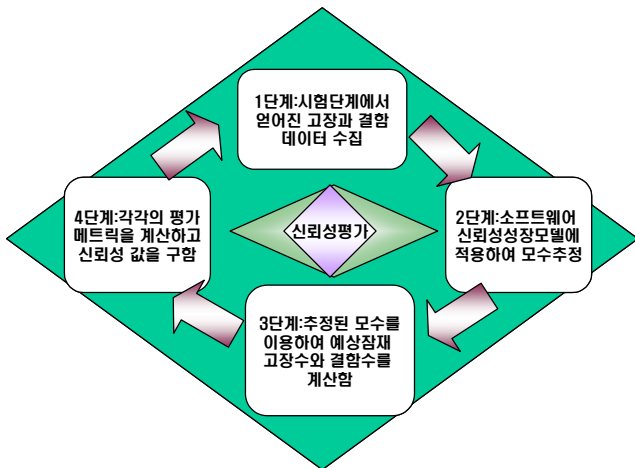 1단계:시험단계에서
얻어진 고장과 결함
데이터 수집
4단계:각각의 평가
메트릭을 계산하고
신뢰성 값을 구함
신뢰성평가
2단계:소프트웨어
신뢰성성장모델에
적용하여 모수추정
3단계:추정된 모수를
이용하여 예상잠재
고장수와 결함수를
계산함